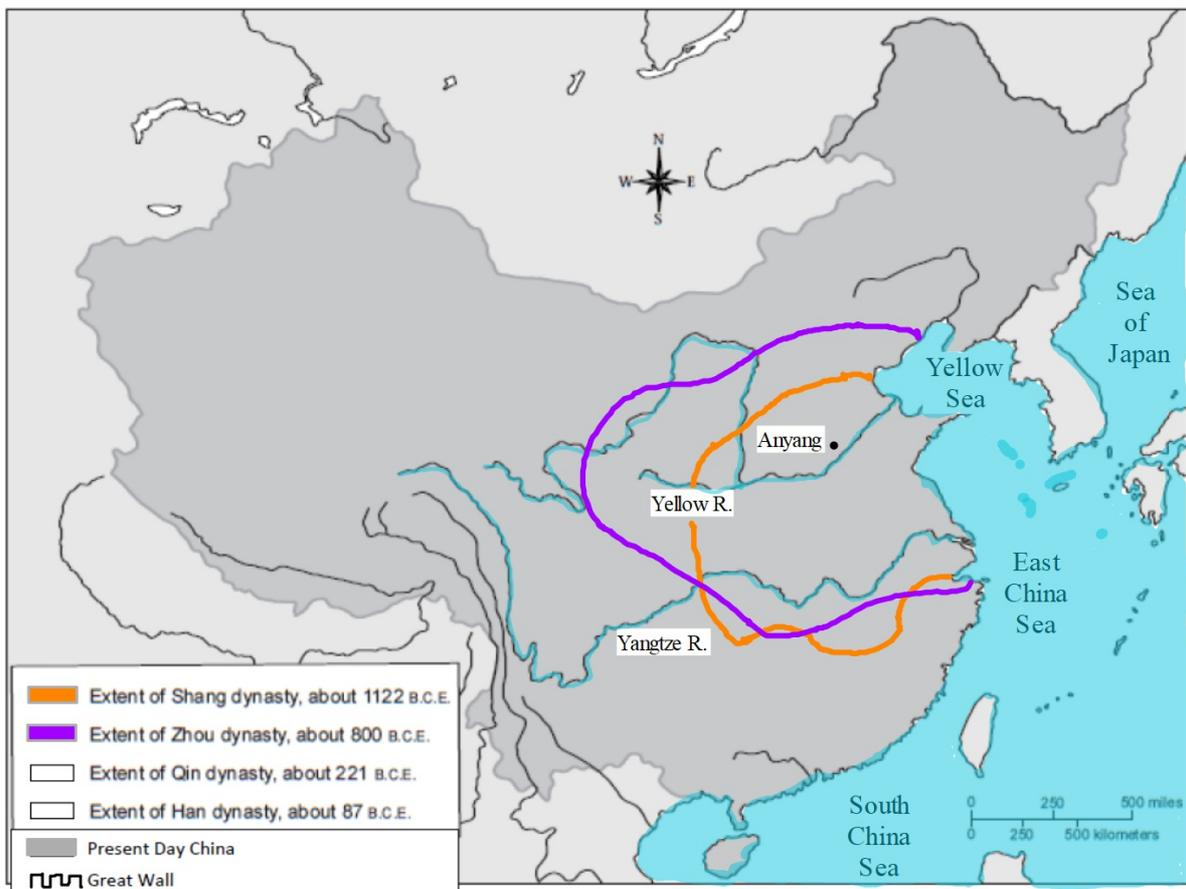 N
W E
S
Sea
of
Japan
Yellow
Sea
Anyang
Yellow R.
East
China
Sea
Yangtze R.
Extent of Shang dynasty, about 1122 B.C.E.
Extent of Zhou dynasty, about 800 B.C.E.
Extent of Qin dynasty, about 221 B.C.E.
Extent of Han dynasty, about 87 B.C.E.
Present Day China
Great Wall
South
China
Sea
0 250 500 miles
0 250 500 kilometers